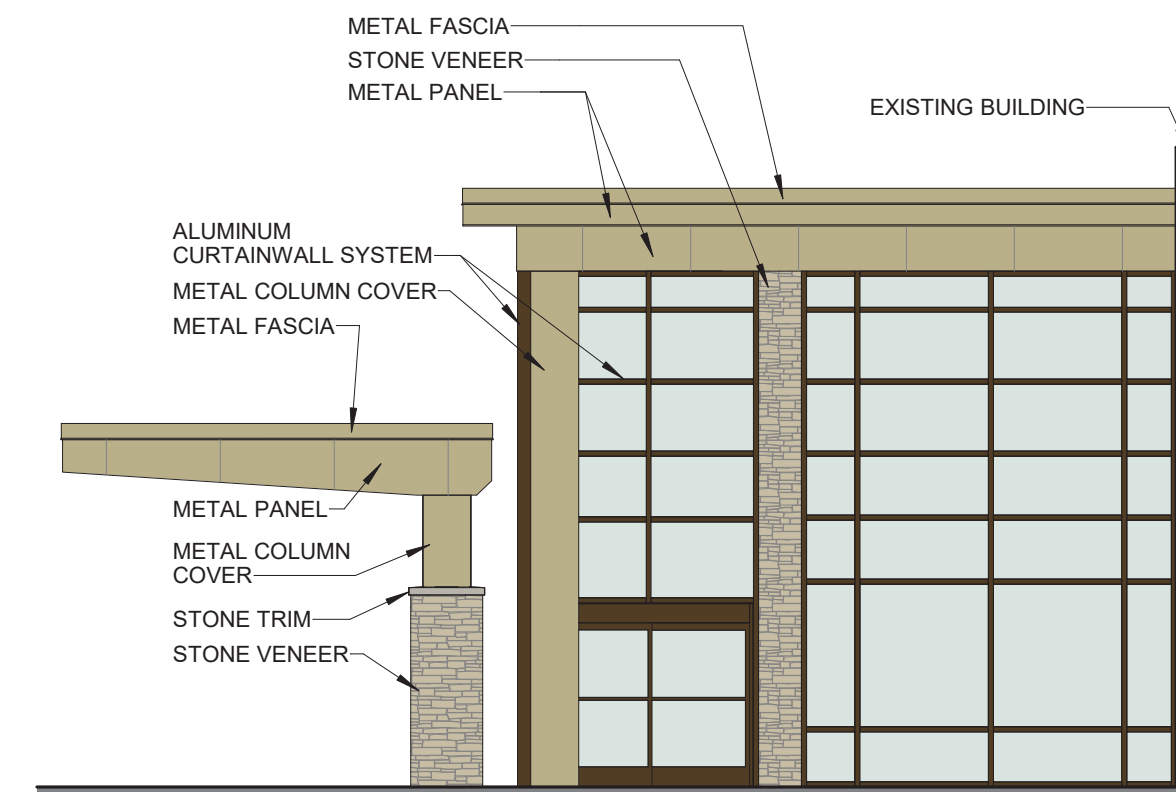 METAL FASCIA
STONE VENEER
METAL PANEL
EXISTING BUILDING
ALUMINUM
CURTAINWALL SYSTEM
METAL COLUMN COVER
METAL FASCIA
METAL PANEL
METAL COLUMN
COVER
STONE TRIM
STONE VENEER